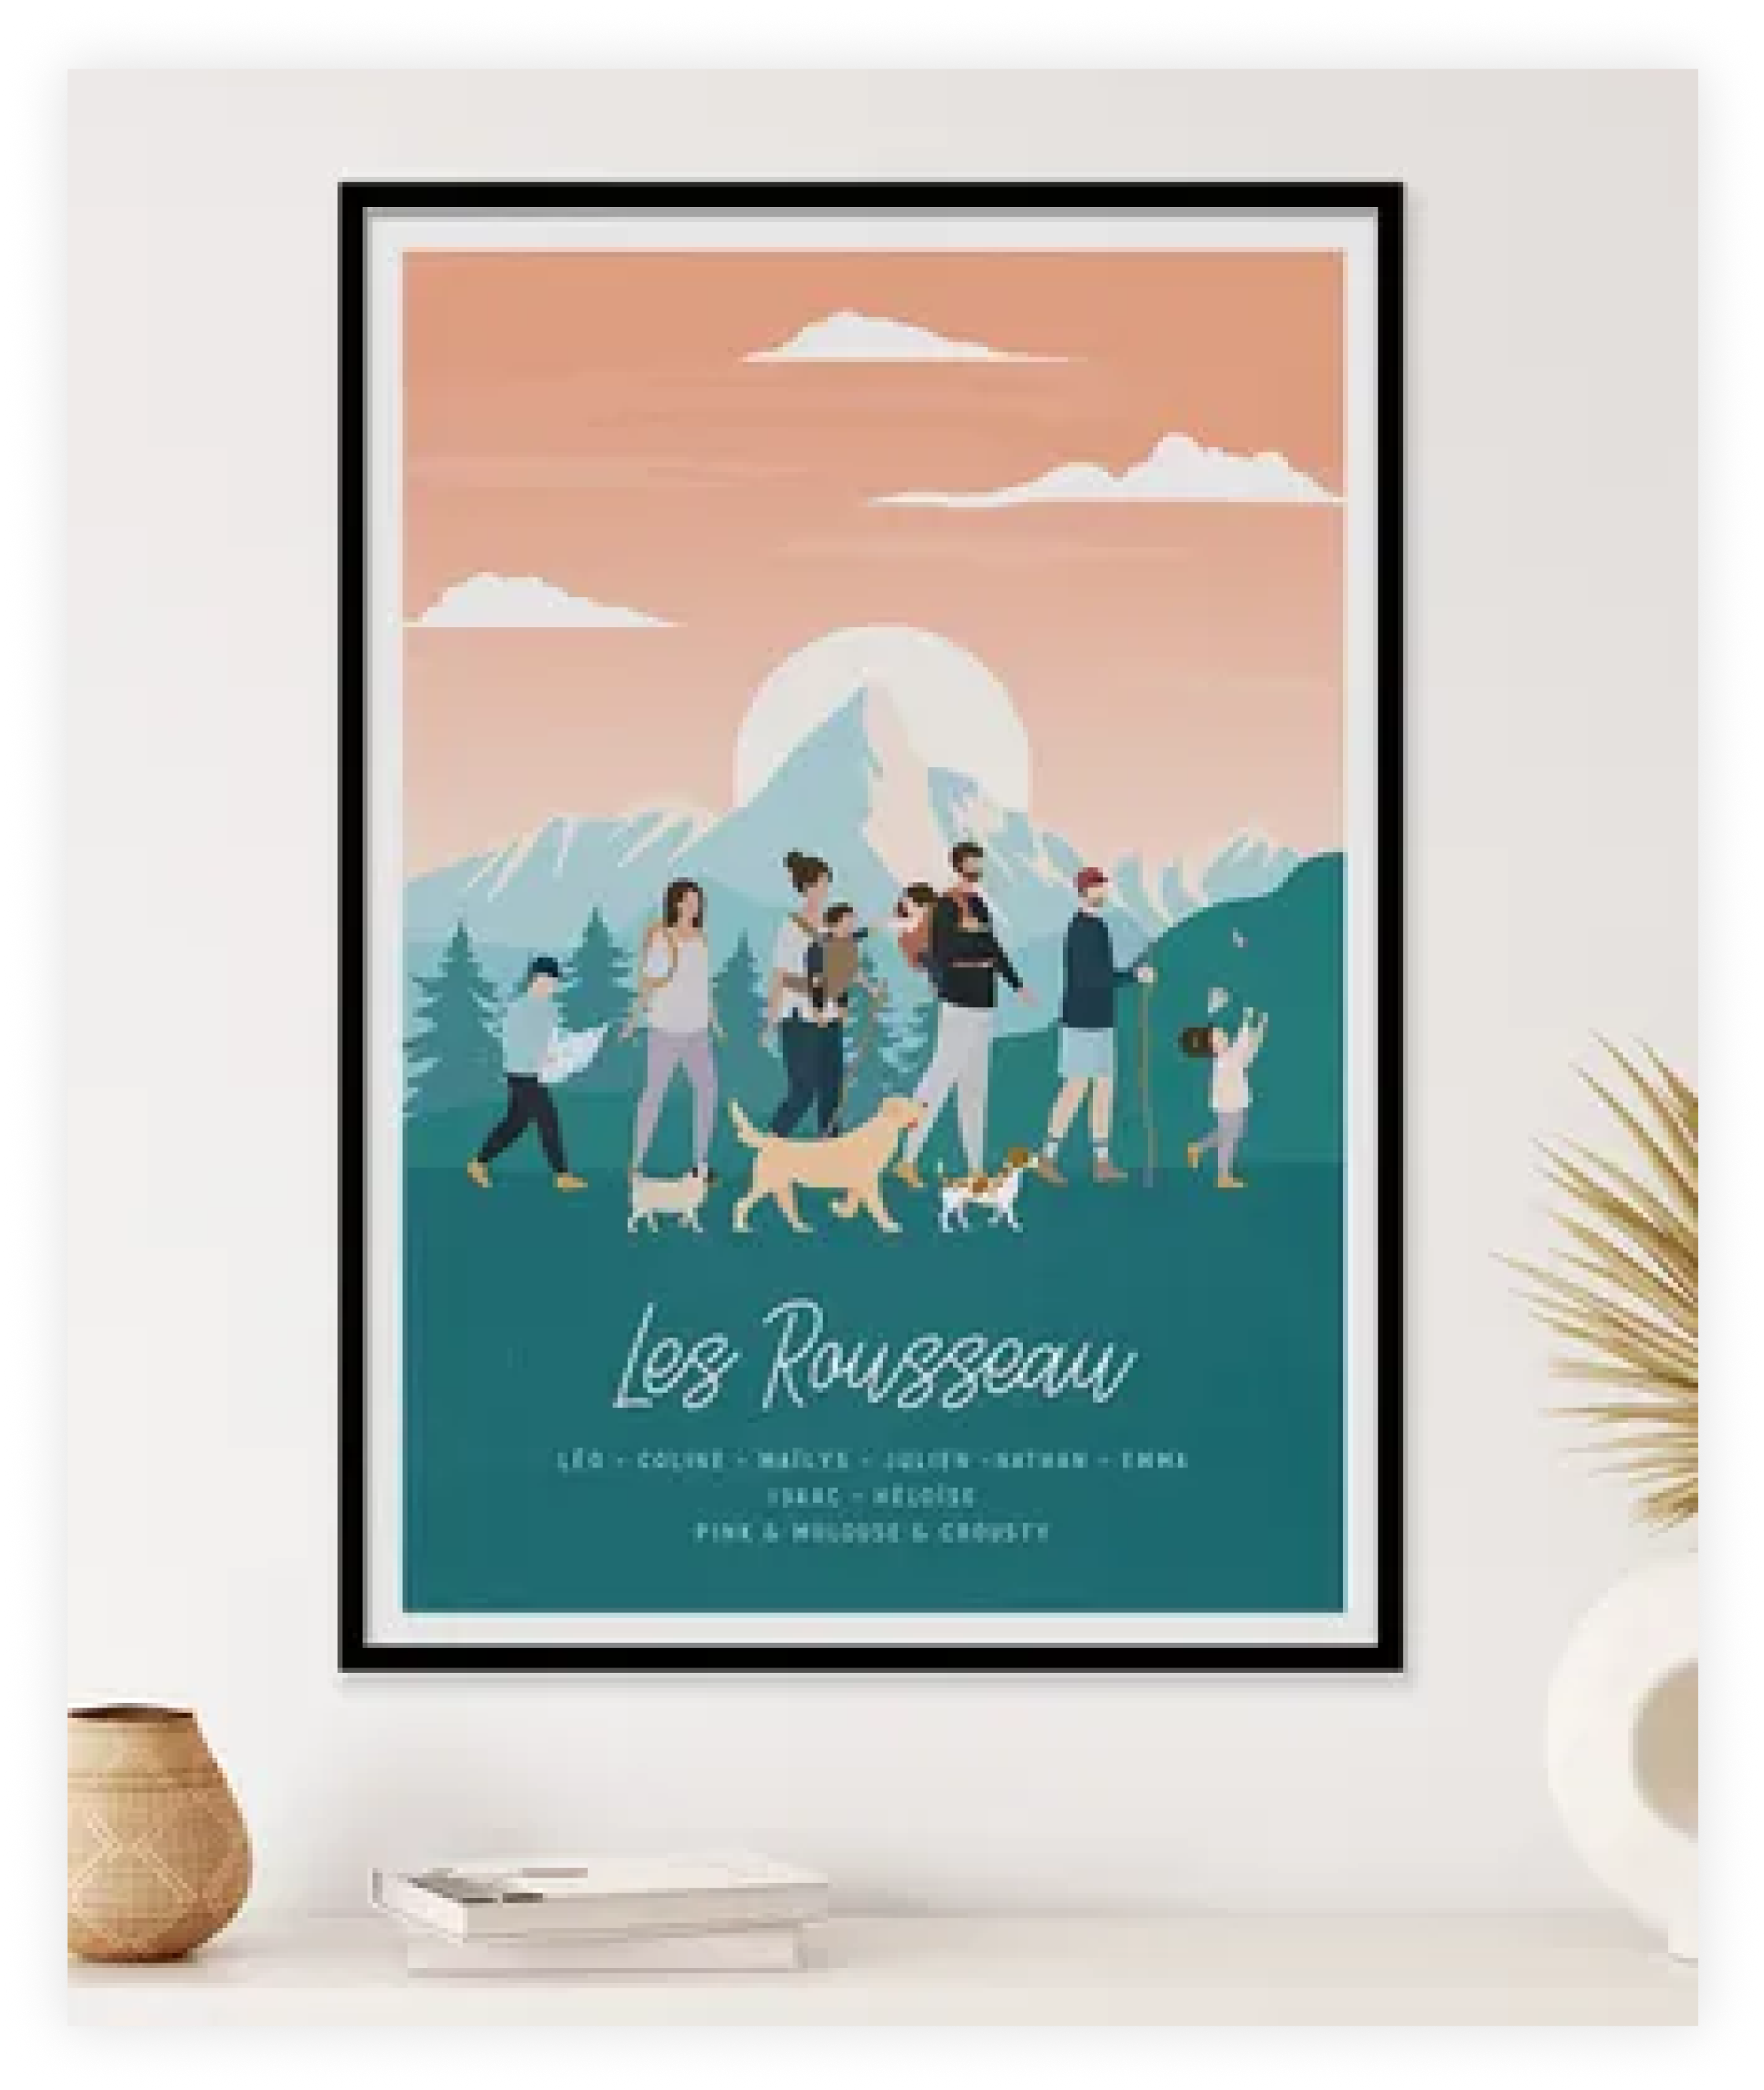 Les Rousseau
LÉO - COLINE - MAÏLYS - JULIEN - NATHAN - EMMA
ISAAC - HÉLOÏSE
PINK & MOLOSSE & CROUSTY